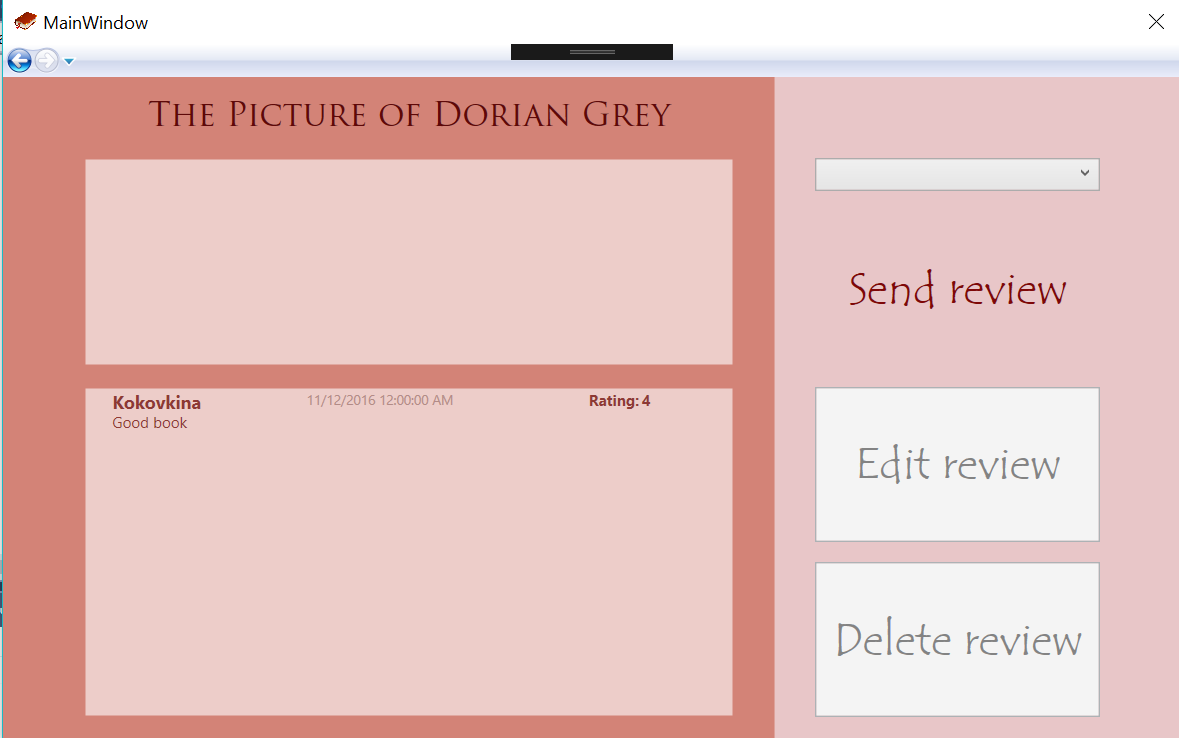 MainWindow
The Picture of Dorian Grey
Kokovkina 11/12/2016 12:00:00 AM Rating: 4
Good book
Send review
Edit review
Delete review